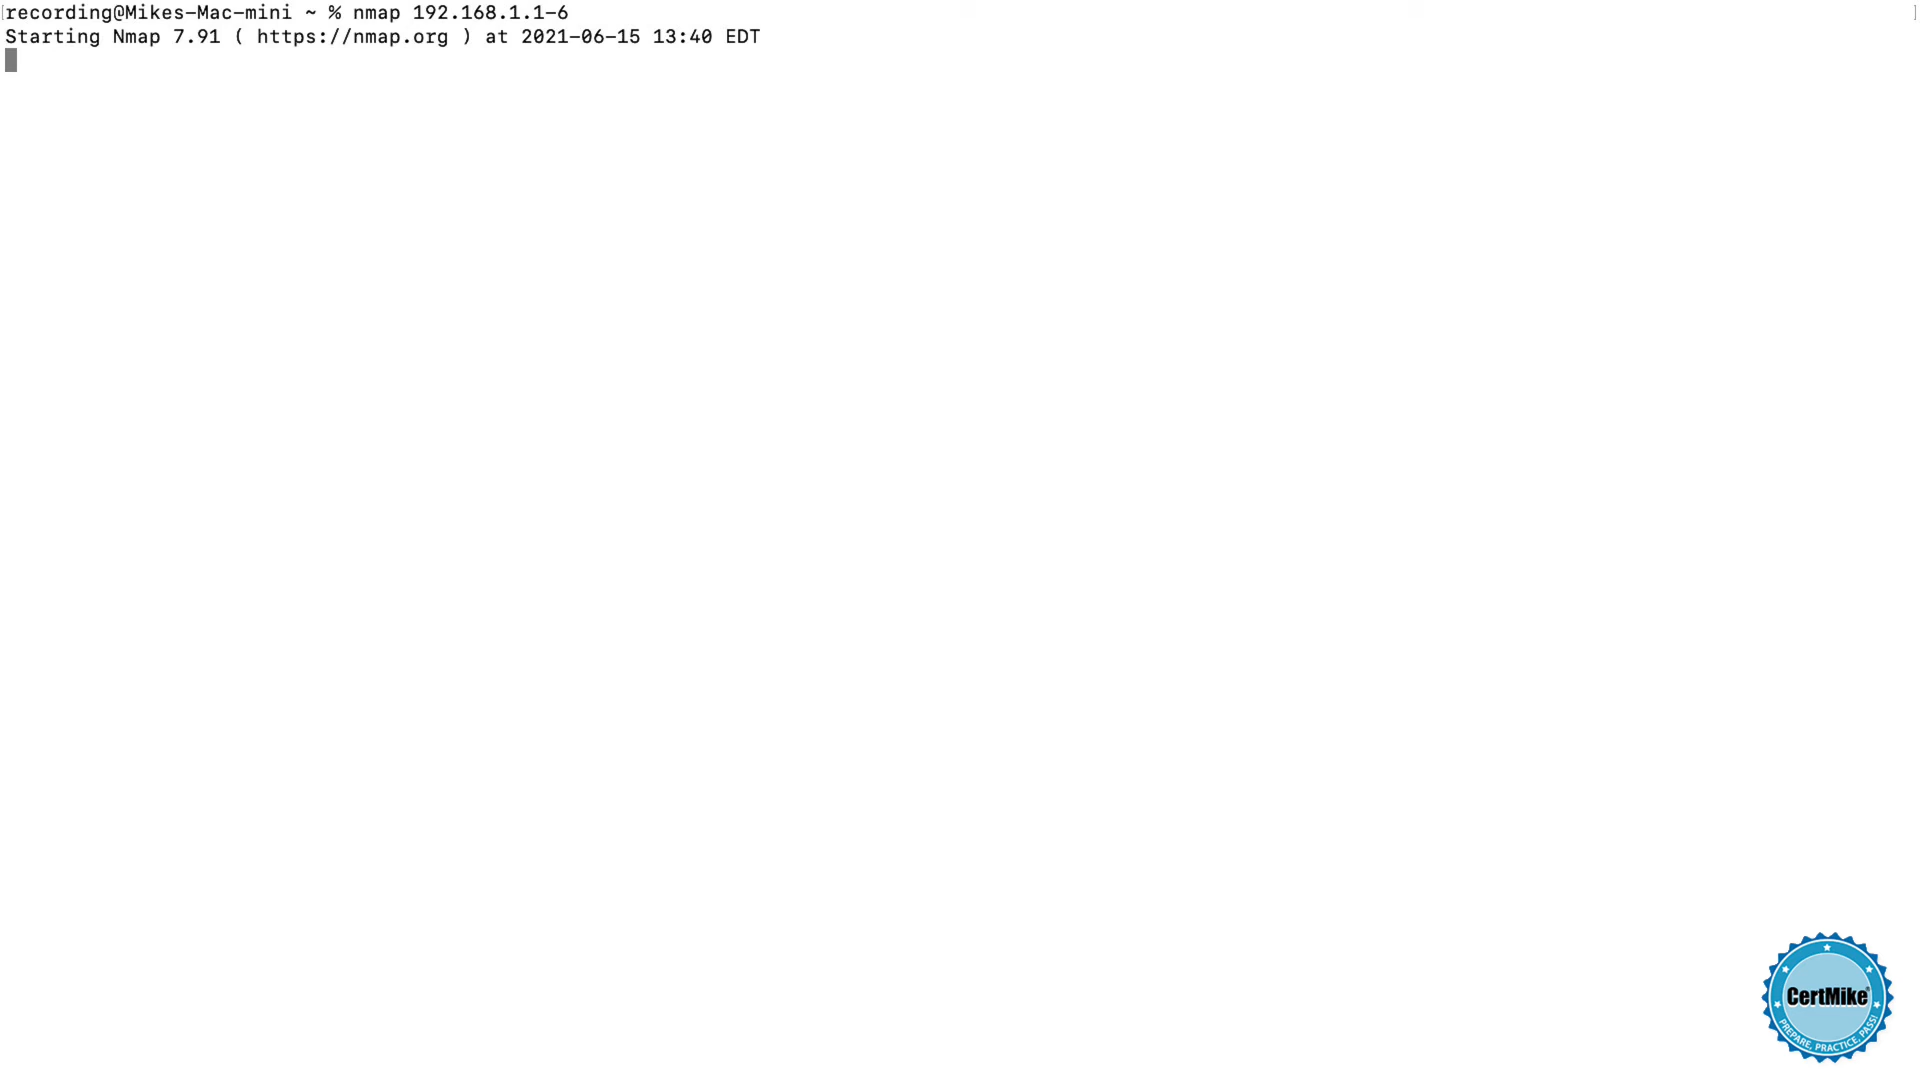 recording@Mikes-Mac-mini ~ % nmap 192.168.1.1-6
Starting Nmap 7.91 ( https://nmap.org ) at 2021-06-15 13:40 EDT
CertMike®
PREPARE, PRACTICE, PASS!